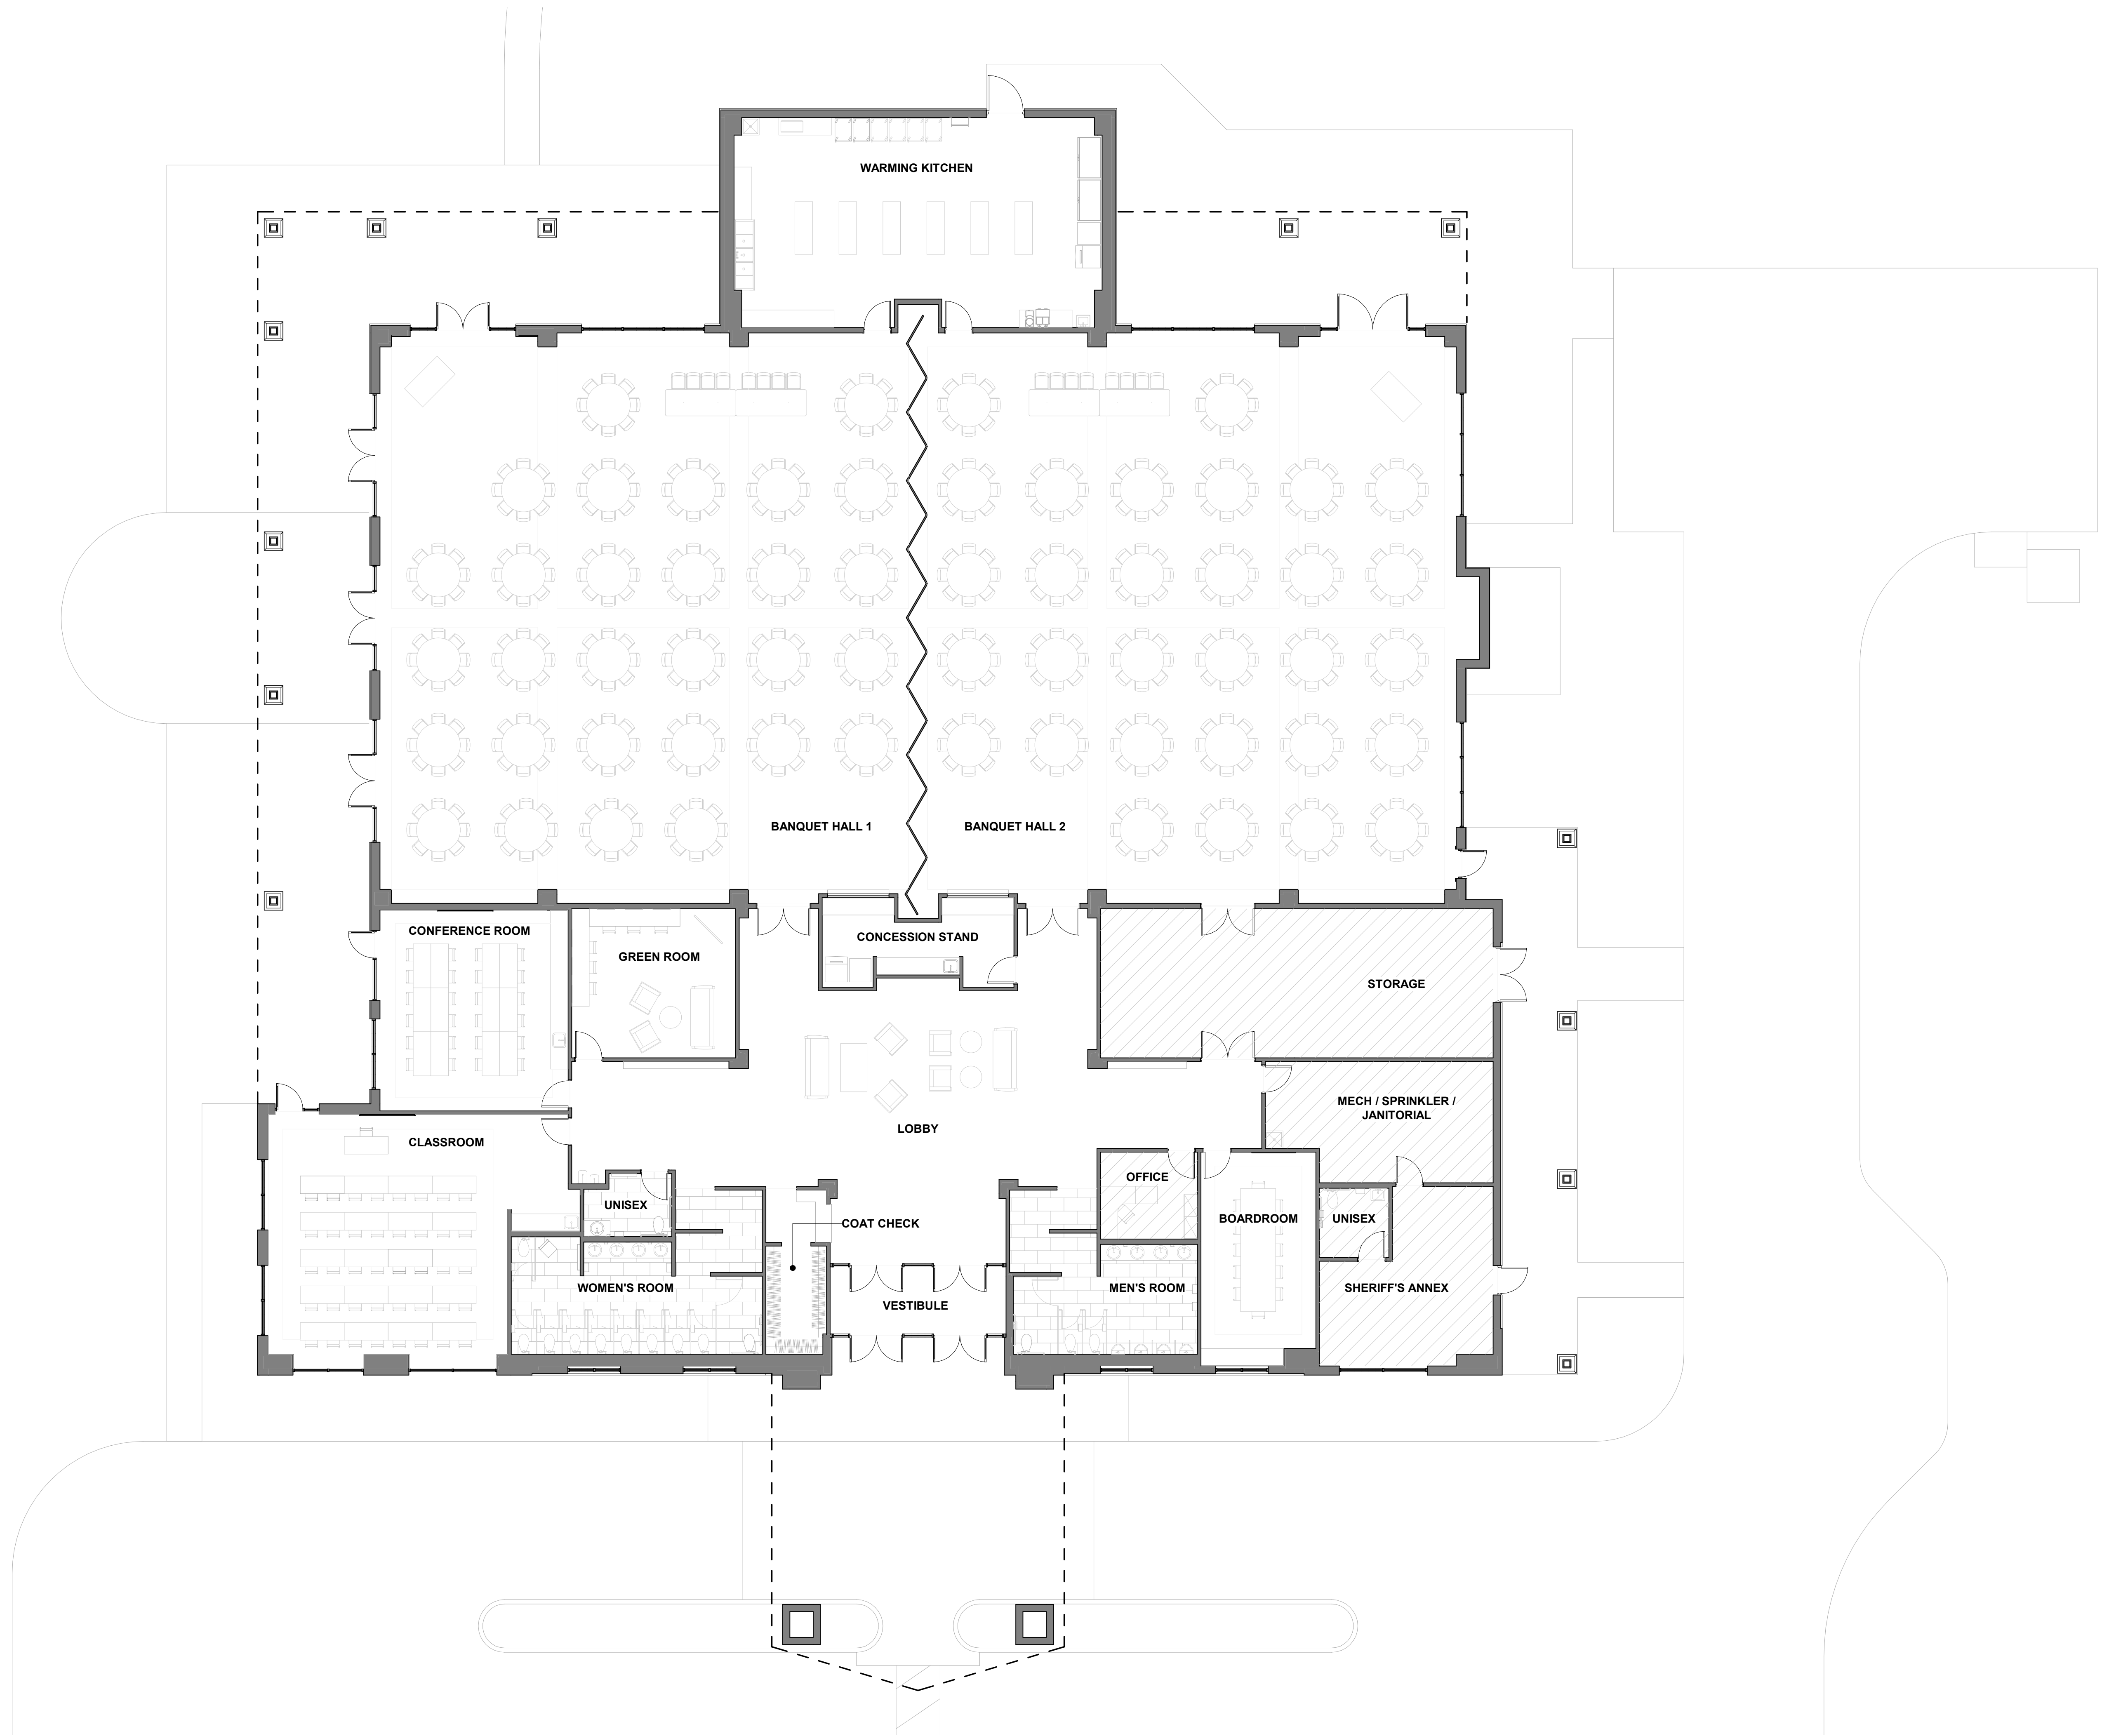 WARMING KITCHEN
BANQUET HALL 1
BANQUET HALL 2
CONFERENCE ROOM
GREEN ROOM
CONCESSION STAND
STORAGE
MECH / SPRINKLER /
JANITORIAL
CLASSROOM
LOBBY
OFFICE
UNISEX
COAT CHECK
BOARDROOM
UNISEX
WOMEN'S ROOM
MEN'S ROOM
SHERIFF'S ANNEX
VESTIBULE